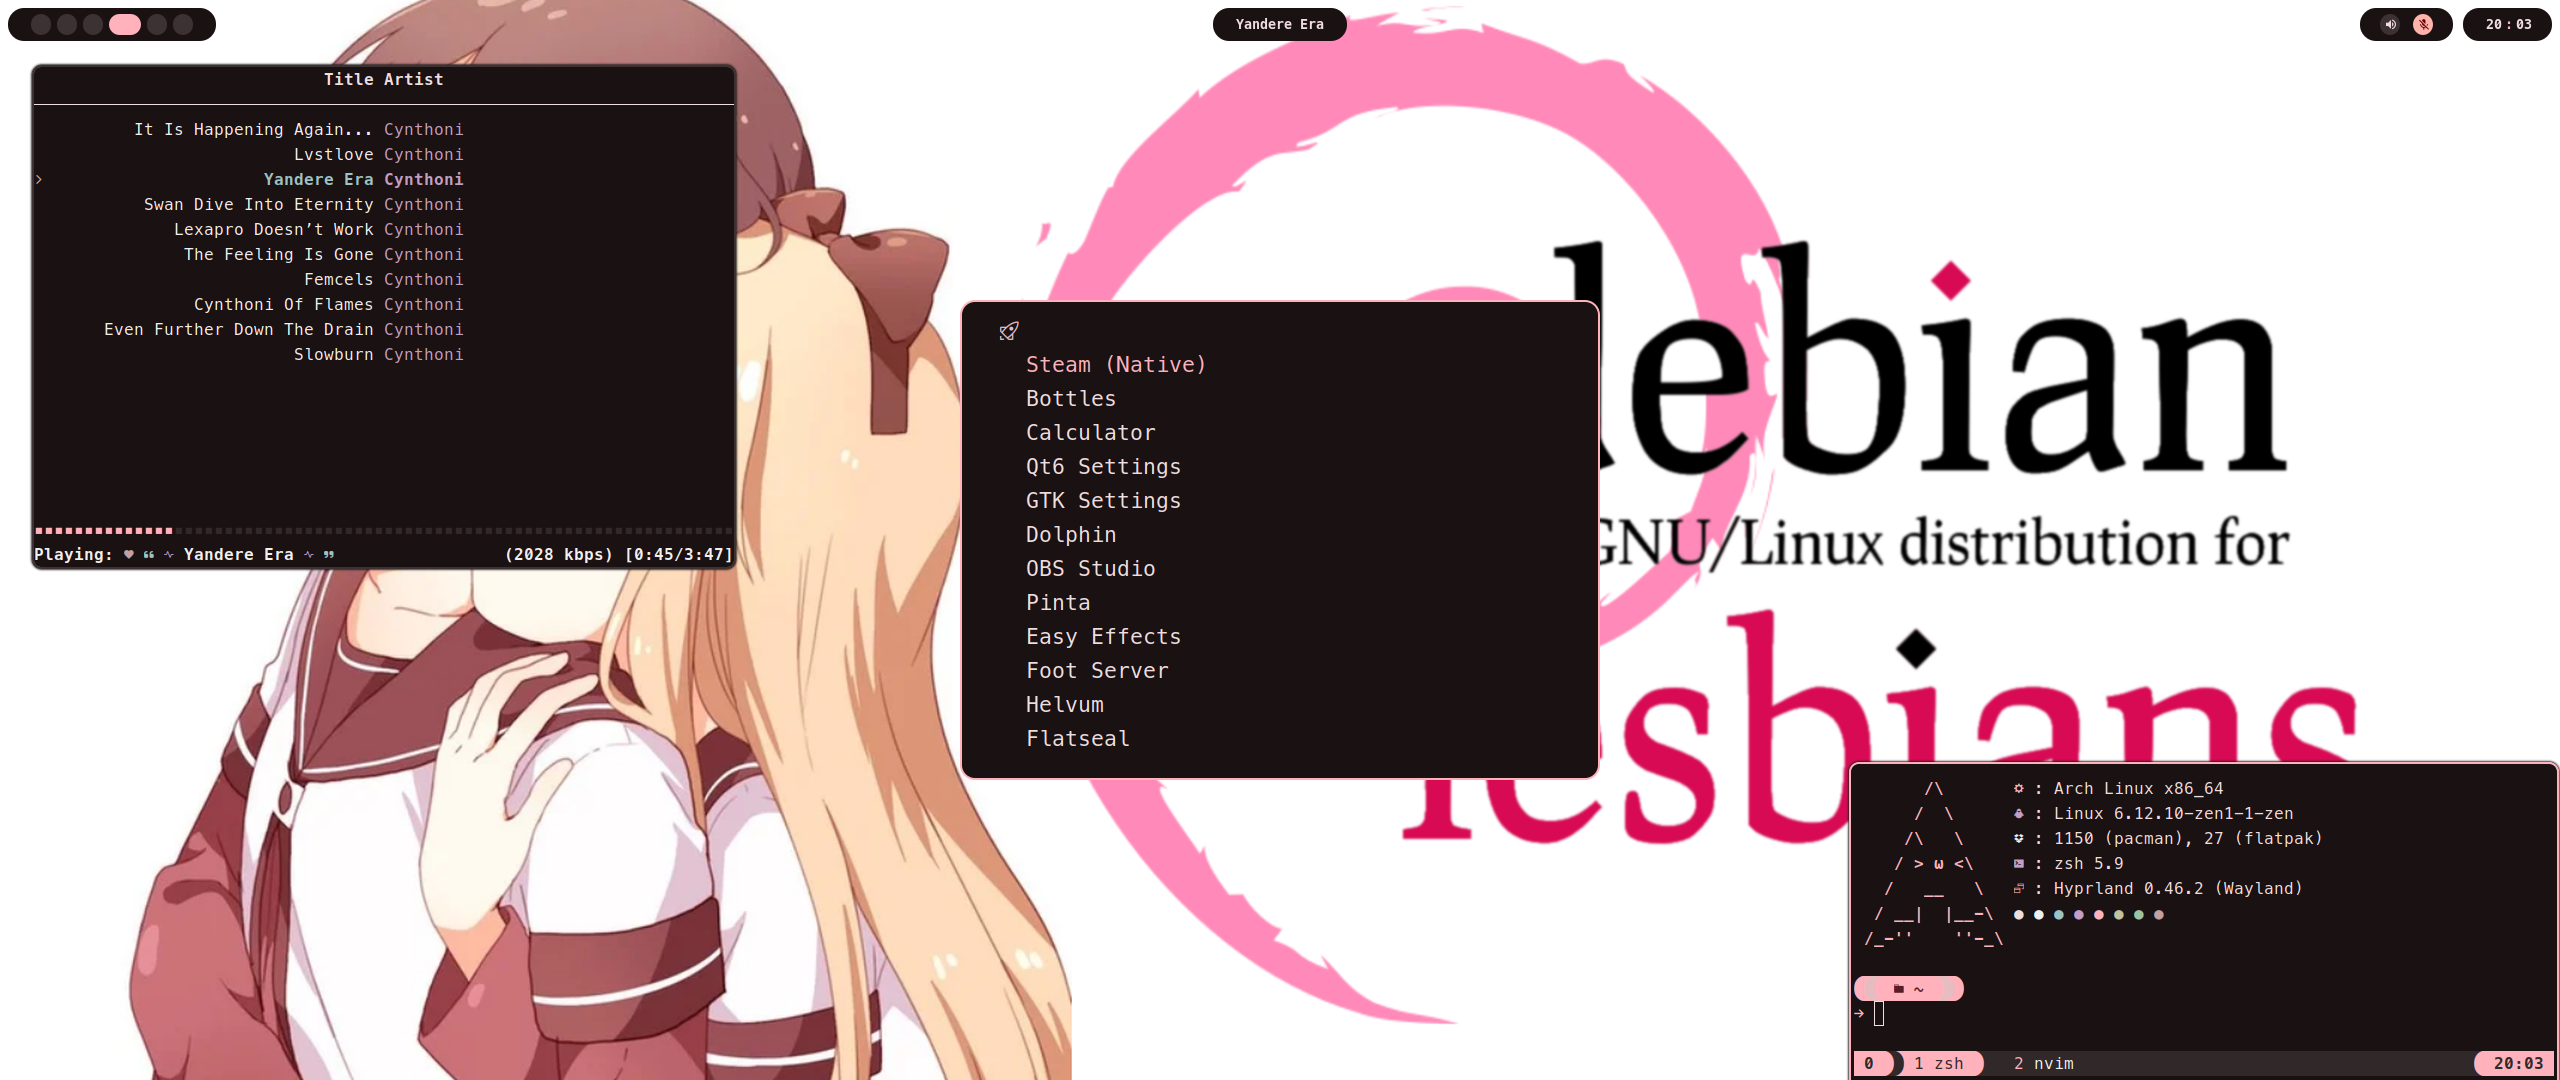 Yandere Era
20:03
Title Artist
It Is Happening Again... Cynthoni
Lvstlove Cynthoni
› Yandere Era Cynthoni
Swan Dive Into Eternity Cynthoni
Lexapro Doesn’t Work Cynthoni
The Feeling Is Gone Cynthoni
Femcels Cynthoni
Cynthoni Of Flames Cynthoni
Even Further Down The Drain Cynthoni
Slowburn Cynthoni
Playing: ♥ Yandere Era (2028 kbps) [0:45/3:47]
Steam (Native)
Bottles
Calculator
Qt6 Settings
GTK Settings
Dolphin
OBS Studio
Pinta
Easy Effects
Foot Server
Helvum
Flatseal
debian
GNU/Linux distribution for
lesbians
/\ : Arch Linux x86_64
/  \ : Linux 6.12.10-zen1-1-zen
/\   \ : 1150 (pacman), 27 (flatpak)
/ > ω <\ : zsh 5.9
/   __   \ : Hyprland 0.46.2 (Wayland)
/ __|  |__-\
/_-''    ''-_\
~
→
0 1 zsh 2 nvim 20:03